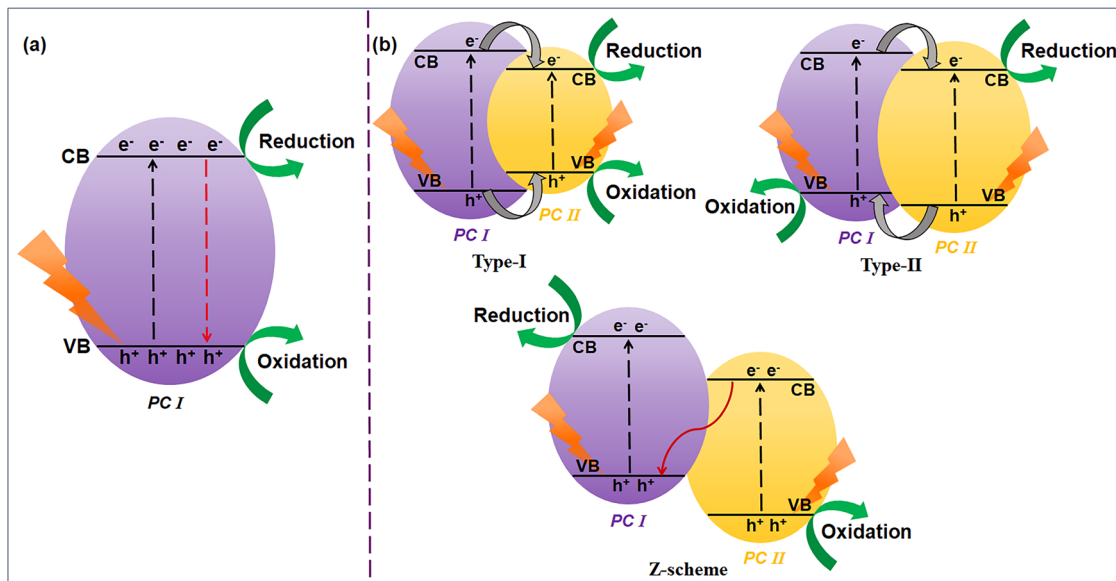 (a)
e⁻ e⁻ e⁻ e⁻
CB
Reduction
VB
h⁺ h⁺ h⁺ h⁺
Oxidation
PC I
(b)
e⁻
CB
e⁻
CB
Reduction
VB
h⁺
VB
h⁺
Oxidation
PC I
PC II
Type-I
e⁻
CB
e⁻
CB
Reduction
VB
h⁺
VB
h⁺
Oxidation
PC I
PC II
Type-II
Reduction
e⁻ e⁻
CB
e⁻ e⁻
CB
VB
h⁺ h⁺
VB
h⁺ h⁺
Oxidation
PC I
PC II
Z-scheme